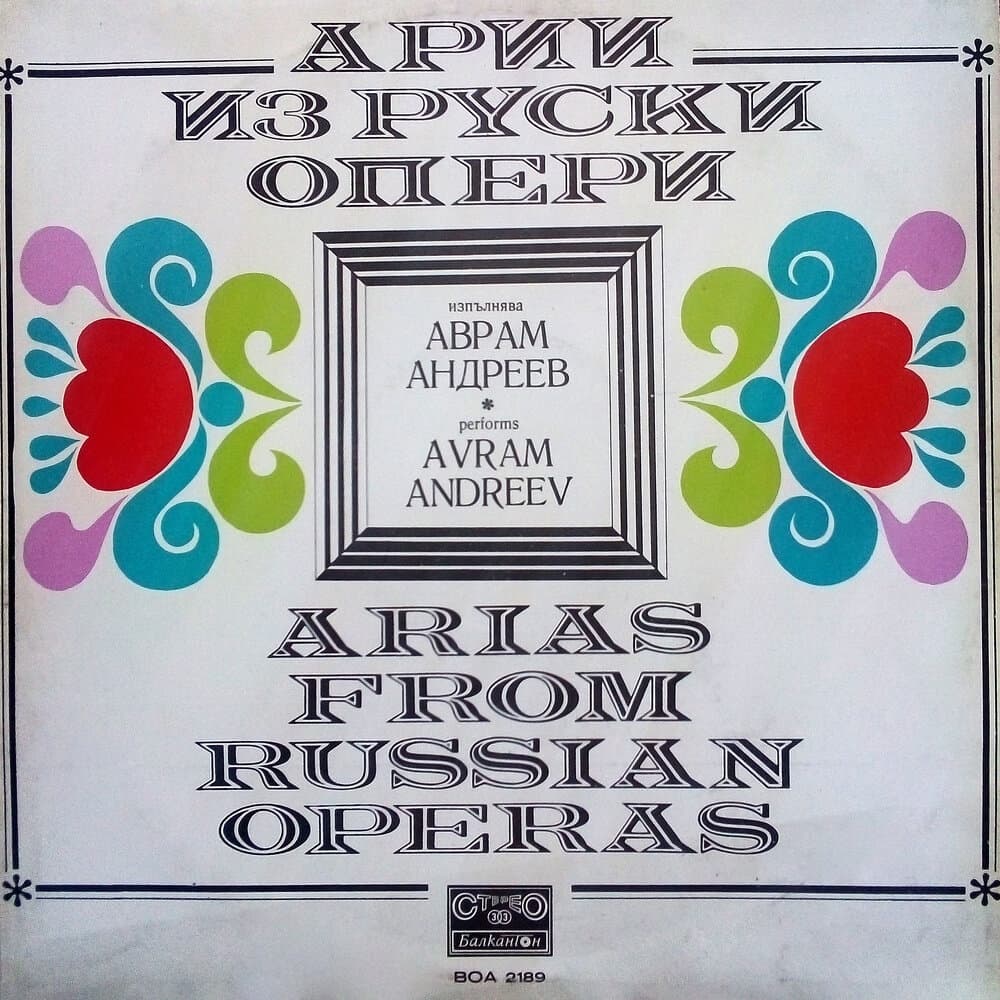 АРИИ
ИЗ РУСКИ
ОПЕРИ
изпълнява
АВРАМ
АНДРЕЕВ
*
performs
AVRAM
ANDREEV
ARIAS
FROM
RUSSIAN
OPERAS
СТЕРЕО
33
Балкантон
ВОА 2189